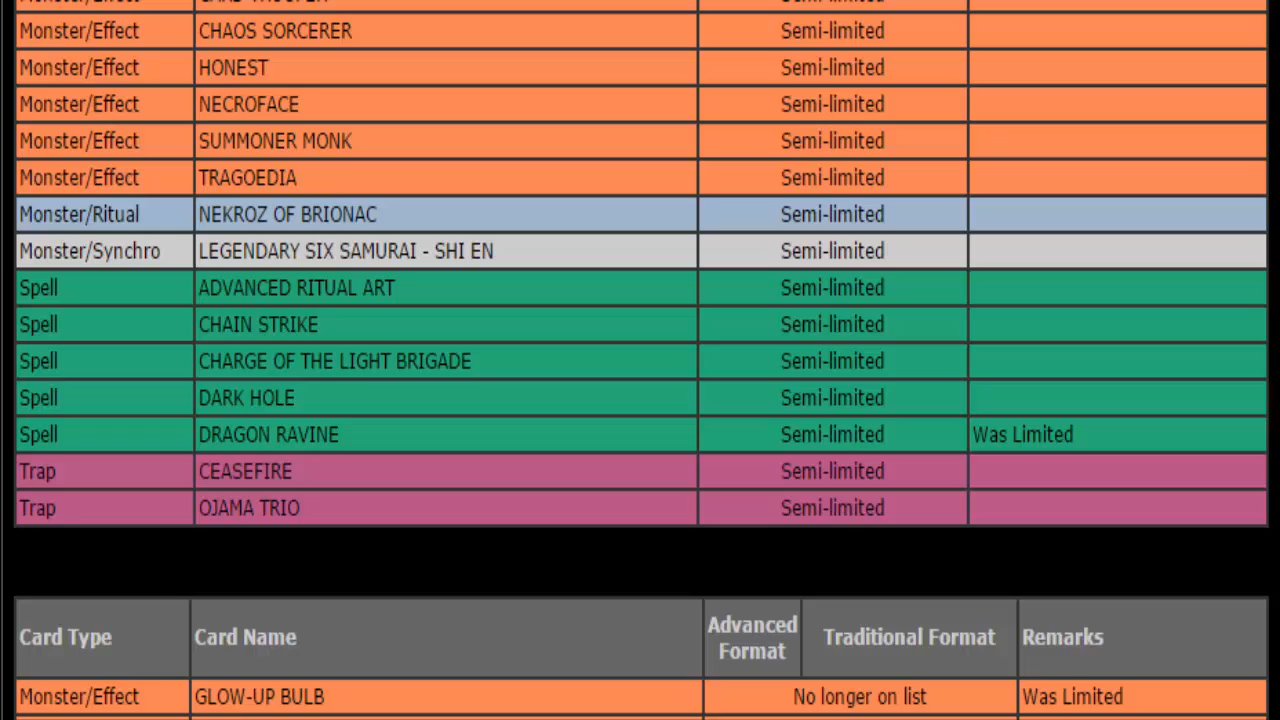 Monster/Effect CHAOS SORCERER Semi-limited
Monster/Effect HONEST Semi-limited
Monster/Effect NECROFACE Semi-limited
Monster/Effect SUMMONER MONK Semi-limited
Monster/Effect TRAGOEDIA Semi-limited
Monster/Ritual NEKROZ OF BRIONAC Semi-limited
Monster/Synchro LEGENDARY SIX SAMURAI - SHI EN Semi-limited
Spell ADVANCED RITUAL ART Semi-limited
Spell CHAIN STRIKE Semi-limited
Spell CHARGE OF THE LIGHT BRIGADE Semi-limited
Spell DARK HOLE Semi-limited
Spell DRAGON RAVINE Semi-limited Was Limited
Trap CEASEFIRE Semi-limited
Trap OJAMA TRIO Semi-limited
Card Type Card Name Advanced Format Traditional Format Remarks
Monster/Effect GLOW-UP BULB No longer on list Was Limited